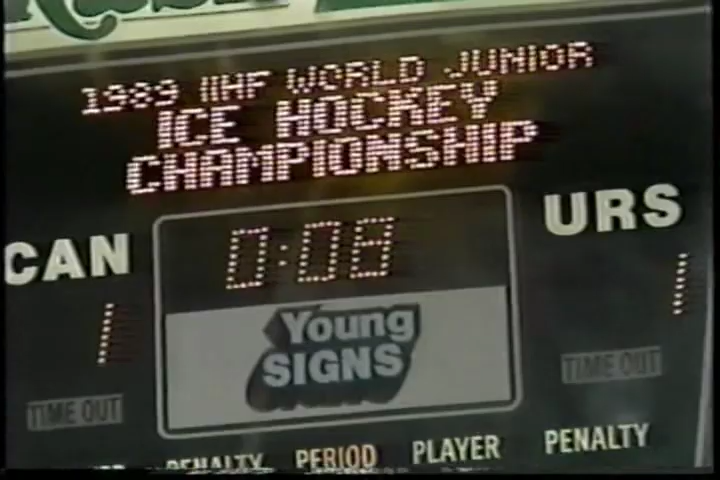 1989 IIHF WORLD JUNIOR
ICE HOCKEY
CHAMPIONSHIP
CAN 0:08 URS
1 1
Young
SIGNS
TIME OUT TIME OUT
PENALTY PERIOD PLAYER PENALTY